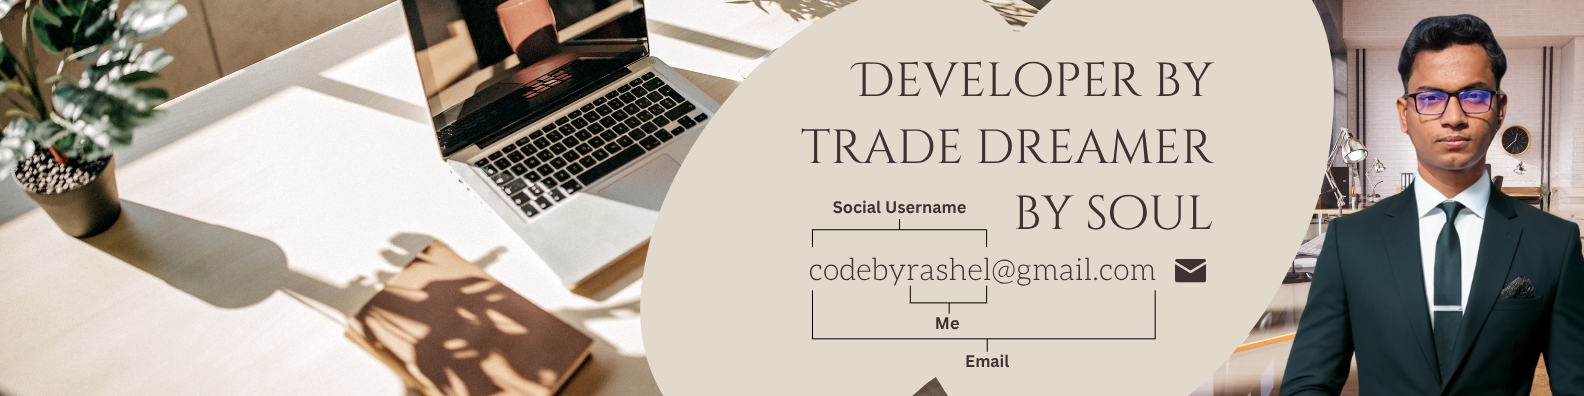 DEVELOPER BY
TRADE DREAMER
BY SOUL
Social Username
codebyrashel@gmail.com
Me
Email